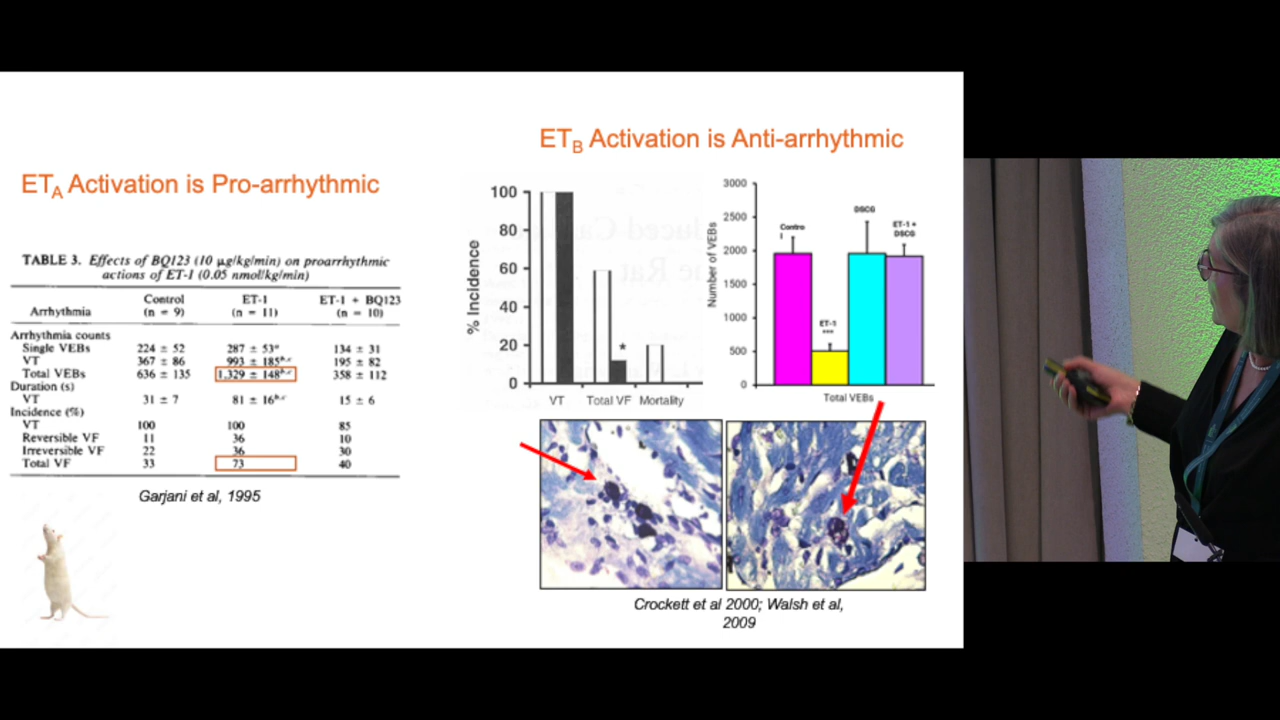 ET_A Activation is Pro-arrhythmic
TABLE 3. Effects of BQ123 (10 μg/kg/min) on proarrhythmic
actions of ET-1 (0.05 nmol/kg/min)
Control ET-1 ET-1 + BQ123
Arrhythmia (n = 9) (n = 11) (n = 10)
Arrhythmia counts
Single VEBs 224 ± 52 287 ± 53ᵃ 134 ± 31
VT 367 ± 86 993 ± 185ᵇ·ᶜ 195 ± 82
Total VEBs 636 ± 135 1,329 ± 148ᵇ·ᶜ 358 ± 112
Duration (s)
VT 31 ± 7 81 ± 16ᵇ·ᶜ 15 ± 6
Incidence (%)
VT 100 100 85
Reversible VF 11 36 10
Irreversible VF 22 36 30
Total VF 33 73 40
Garjani et al, 1995
ET_B Activation is Anti-arrhythmic
% Incidence
100
80
60
40
20
0
*
VT Total VF Mortality
Number of VEBs
3000
2500
2000
1500
1000
500
0
Contro
l
ET-1
***
DSCG
ET-1 +
DSCG
Total VEBs
Crockett et al 2000; Walsh et al,
2009